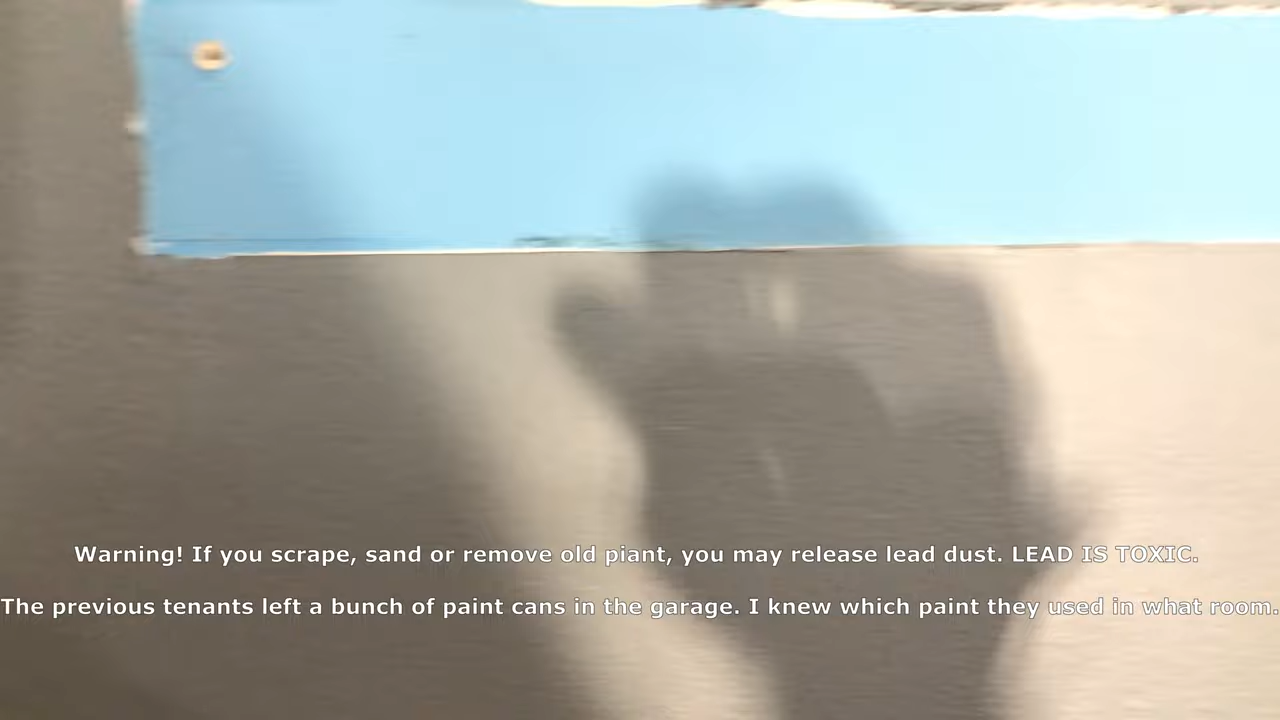 Warning! If you scrape, sand or remove old piant, you may release lead dust. LEAD IS TOXIC.
The previous tenants left a bunch of paint cans in the garage. I knew which paint they used in what room.